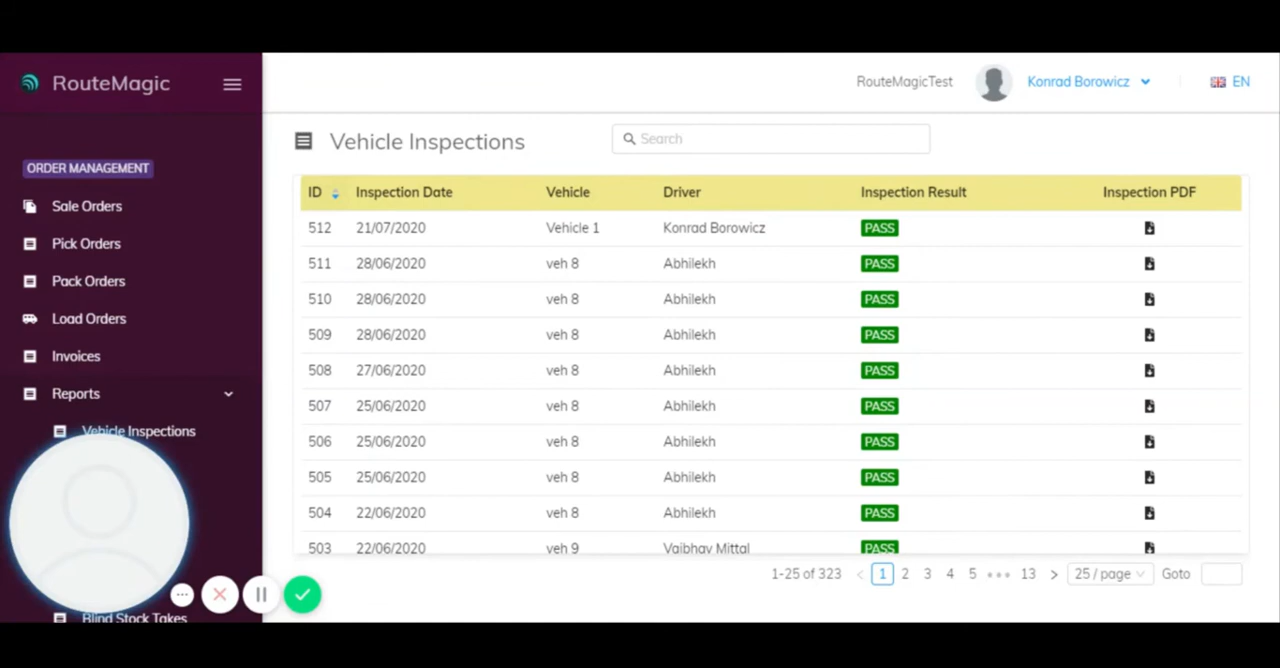 RouteMagic
RouteMagicTest
Konrad Borowicz
EN
ORDER MANAGEMENT
Sale Orders
Pick Orders
Pack Orders
Load Orders
Invoices
Reports
Vehicle Inspections
Blind Stock Takes
Vehicle Inspections
Search
ID Inspection Date Vehicle Driver Inspection Result Inspection PDF
512 21/07/2020 Vehicle 1 Konrad Borowicz PASS
511 28/06/2020 veh 8 Abhilekh PASS
510 28/06/2020 veh 8 Abhilekh PASS
509 28/06/2020 veh 8 Abhilekh PASS
508 27/06/2020 veh 8 Abhilekh PASS
507 25/06/2020 veh 8 Abhilekh PASS
506 25/06/2020 veh 8 Abhilekh PASS
505 25/06/2020 veh 8 Abhilekh PASS
504 22/06/2020 veh 8 Abhilekh PASS
503 22/06/2020 veh 9 Vaibhav Mittal PASS
1-25 of 323 < 1 2 3 4 5 ••• 13 > 25 / page Goto